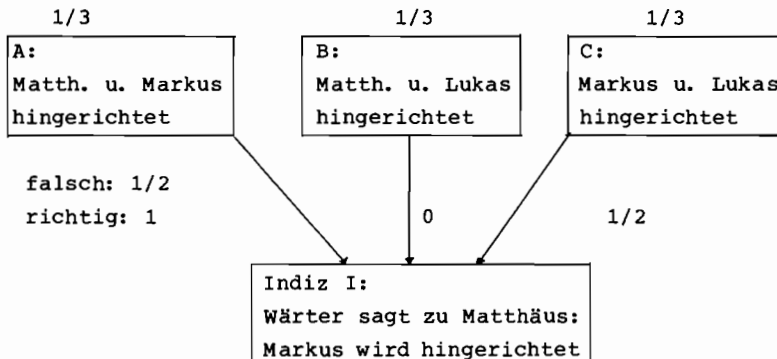 1/3 1/3 1/3
A: B: C:
Matth. u. Markus Matth. u. Lukas Markus u. Lukas
hingerichtet hingerichtet hingerichtet
falsch: 1/2
richtig: 1 0 1/2
Indiz I:
Wärter sagt zu Matthäus:
Markus wird hingerichtet